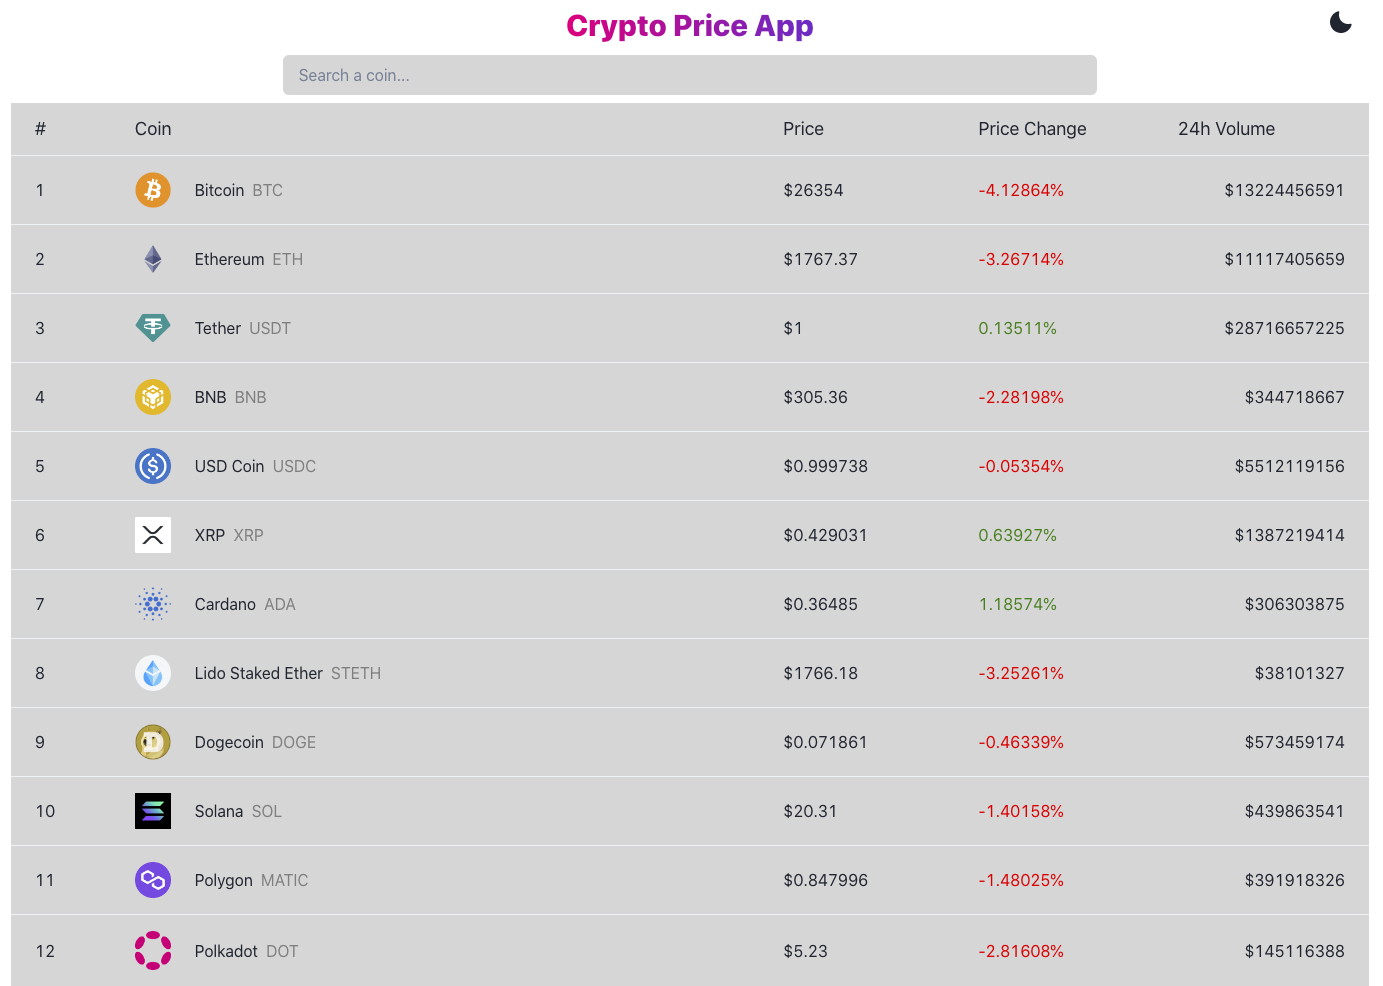 Crypto Price App
Search a coin...
# Coin Price Price Change 24h Volume
1 Bitcoin BTC $26354 -4.12864% $13224456591
2 Ethereum ETH $1767.37 -3.26714% $11117405659
3 Tether USDT $1 0.13511% $28716657225
4 BNB BNB $305.36 -2.28198% $344718667
5 USD Coin USDC $0.999738 -0.05354% $5512119156
6 XRP XRP $0.429031 0.63927% $1387219414
7 Cardano ADA $0.36485 1.18574% $306303875
8 Lido Staked Ether STETH $1766.18 -3.25261% $38101327
9 Dogecoin DOGE $0.071861 -0.46339% $573459174
10 Solana SOL $20.31 -1.40158% $439863541
11 Polygon MATIC $0.847996 -1.48025% $391918326
12 Polkadot DOT $5.23 -2.81608% $145116388